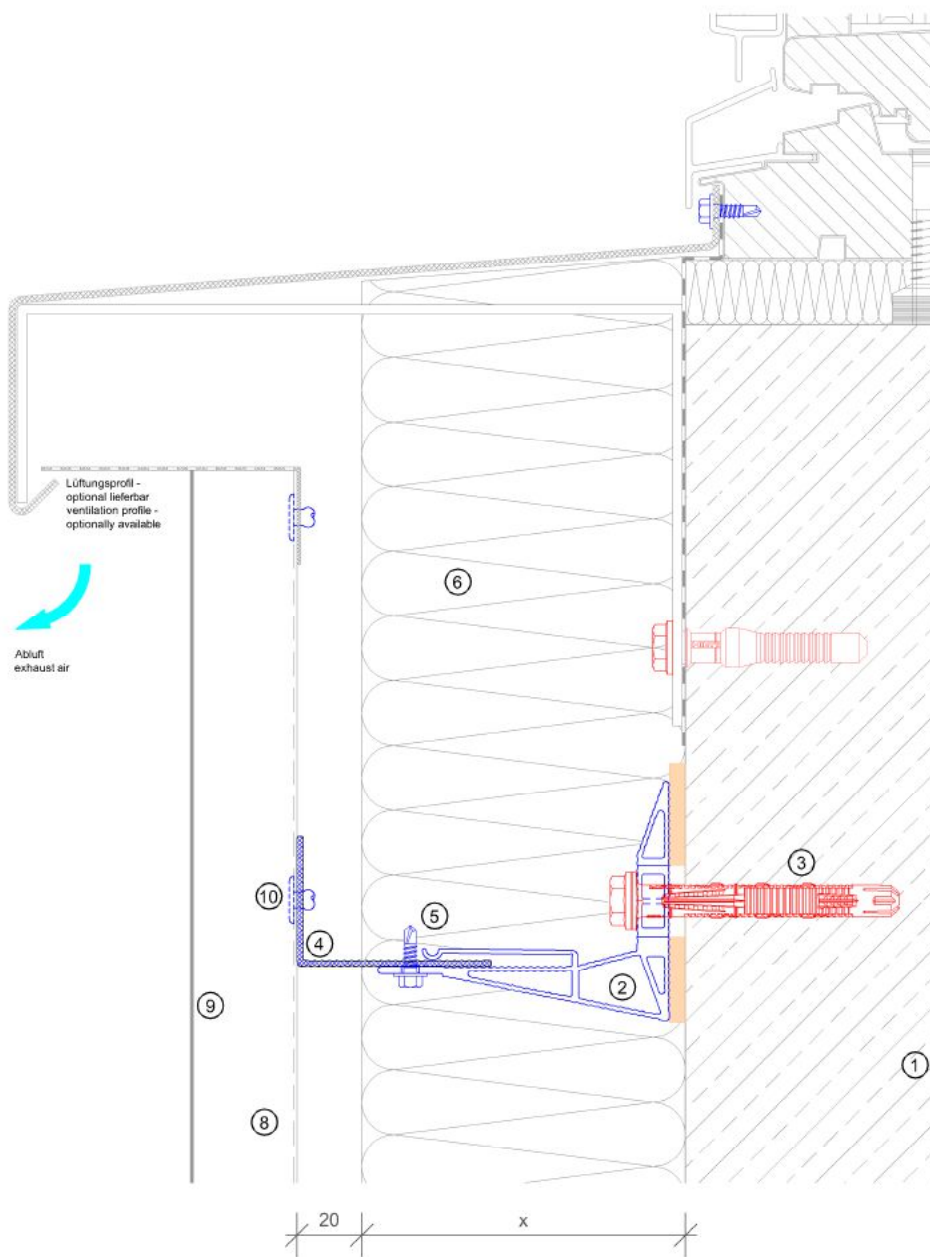 Lüftungsprofil -
optional lieferbar
ventilation profile -
optionally available
6
Abluft
exhaust air
3
10
5
4
2
9
1
8
20
x